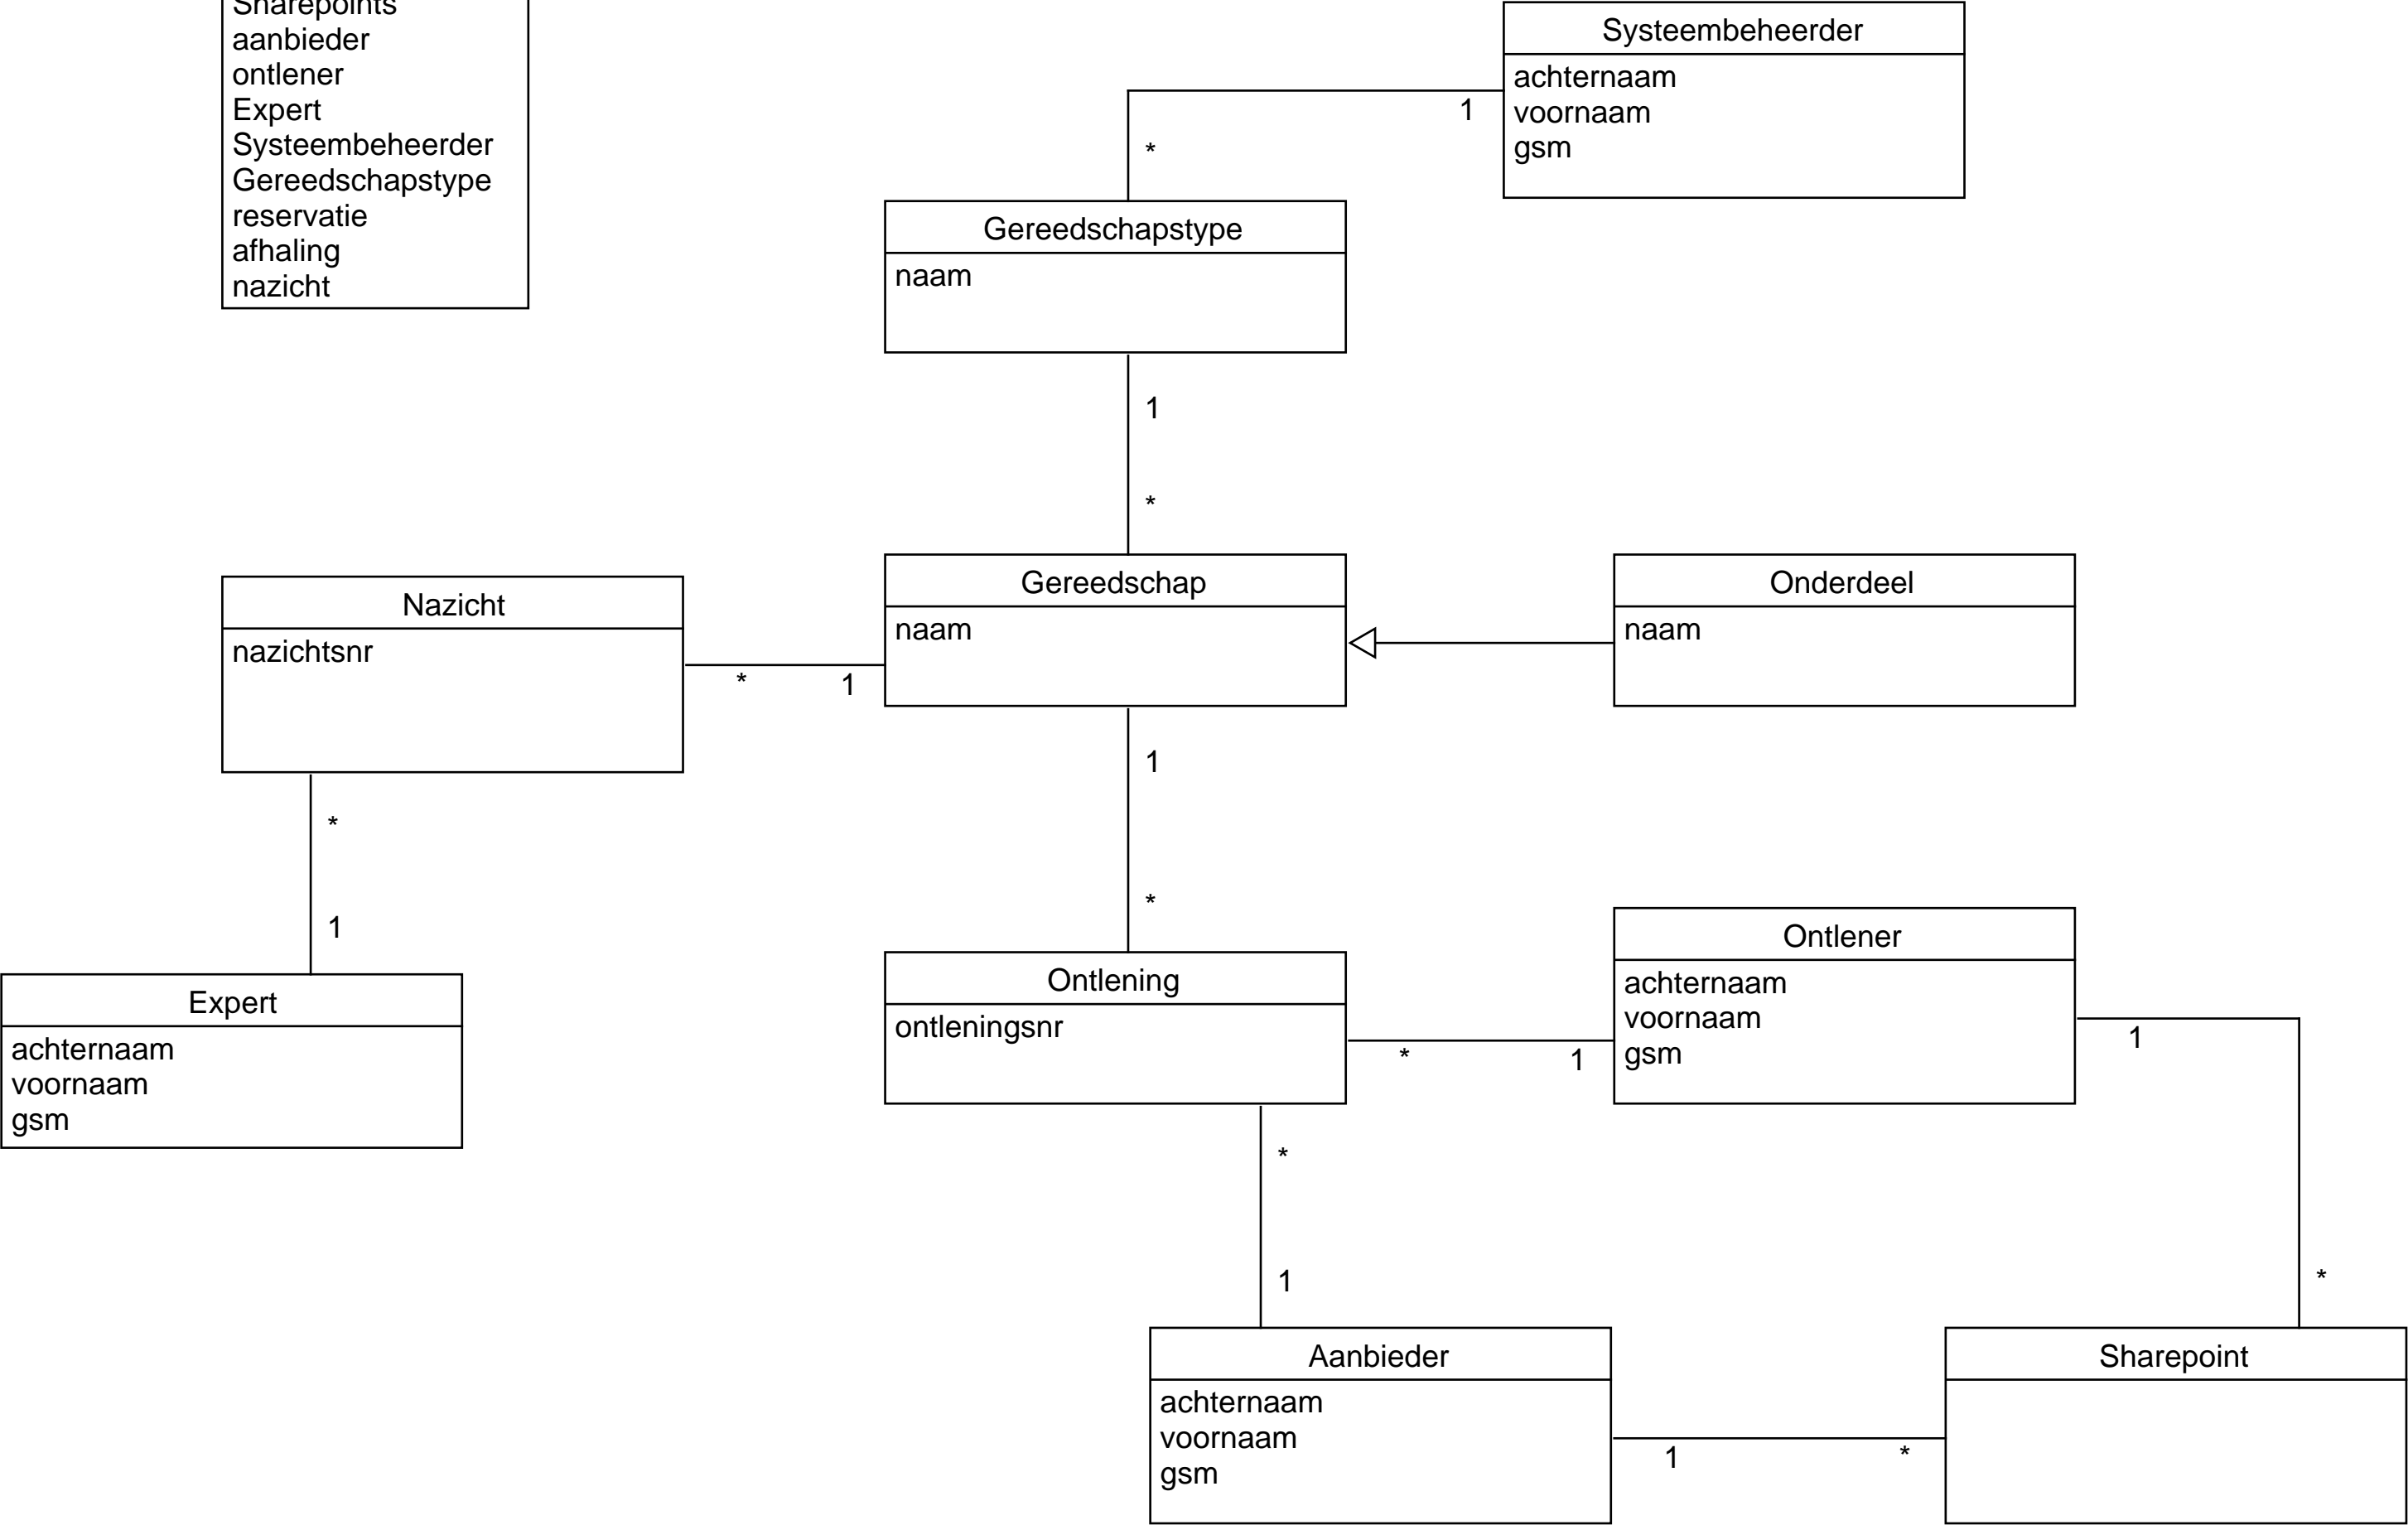 Sharepoints
aanbieder
ontlener
Expert
Systeembeheerder
Gereedschapstype
reservatie
afhaling
nazicht
Systeembeheerder
achternaam
voornaam
gsm
1
*
Gereedschapstype
naam
1
*
Gereedschap
naam
Onderdeel
naam
Nazicht
nazichtsnr
*
1
*
1
Expert
achternaam
voornaam
gsm
1
*
Ontlening
ontleningsnr
*
1
Ontlener
achternaam
voornaam
gsm
1
*
*
1
Aanbieder
achternaam
voornaam
gsm
1
*
Sharepoint